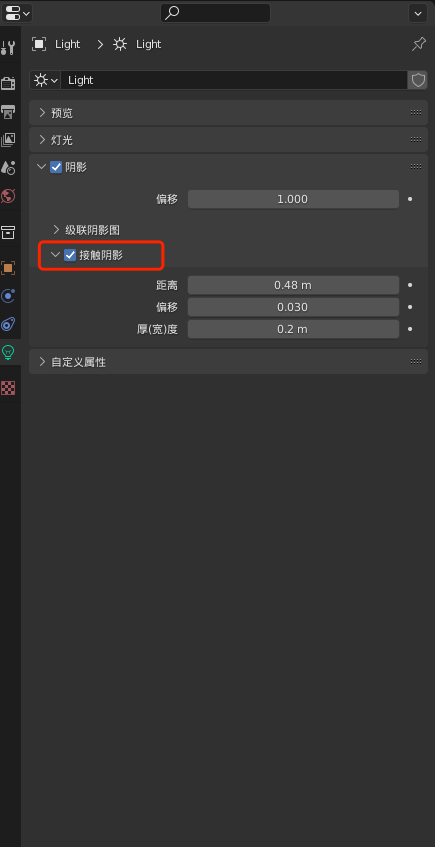 Light > Light
Light
预览
灯光
阴影
偏移 1.000
级联阴影图
接触阴影
距离 0.48 m
偏移 0.030
厚(宽)度 0.2 m
自定义属性